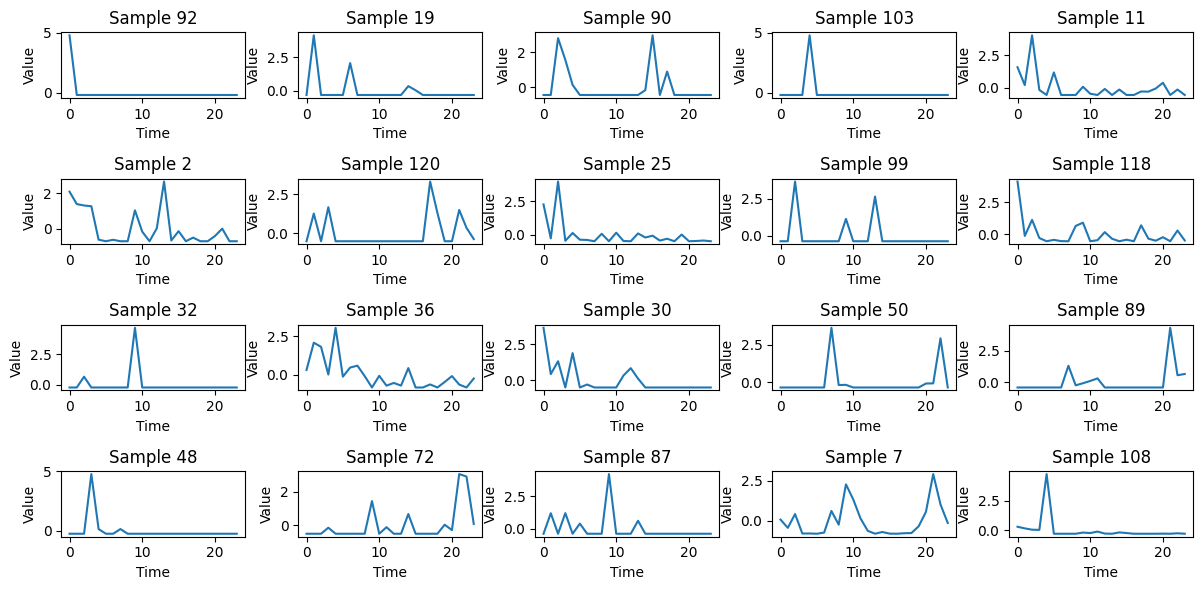 Sample 92 Sample 19 Sample 90 Sample 103 Sample 11
Value 5 0 Value 2.5 0.0 Value 2 0 Value 5 0 Value 2.5 0.0
0 10 20 0 10 20 0 10 20 0 10 20 0 10 20
Time Time Time Time Time
Sample 2 Sample 120 Sample 25 Sample 99 Sample 118
Value 2 0 Value 2.5 0.0 Value 2.5 0.0 Value 2.5 0.0 Value 2.5 0.0
0 10 20 0 10 20 0 10 20 0 10 20 0 10 20
Time Time Time Time Time
Sample 32 Sample 36 Sample 30 Sample 50 Sample 89
Value 2.5 0.0 Value 2.5 0.0 Value 2.5 0.0 Value 2.5 0.0 Value 2.5 0.0
0 10 20 0 10 20 0 10 20 0 10 20 0 10 20
Time Time Time Time Time
Sample 48 Sample 72 Sample 87 Sample 7 Sample 108
Value 5 0 Value 2 0 Value 2.5 0.0 Value 2.5 0.0 Value 2.5 0.0
0 10 20 0 10 20 0 10 20 0 10 20 0 10 20
Time Time Time Time Time